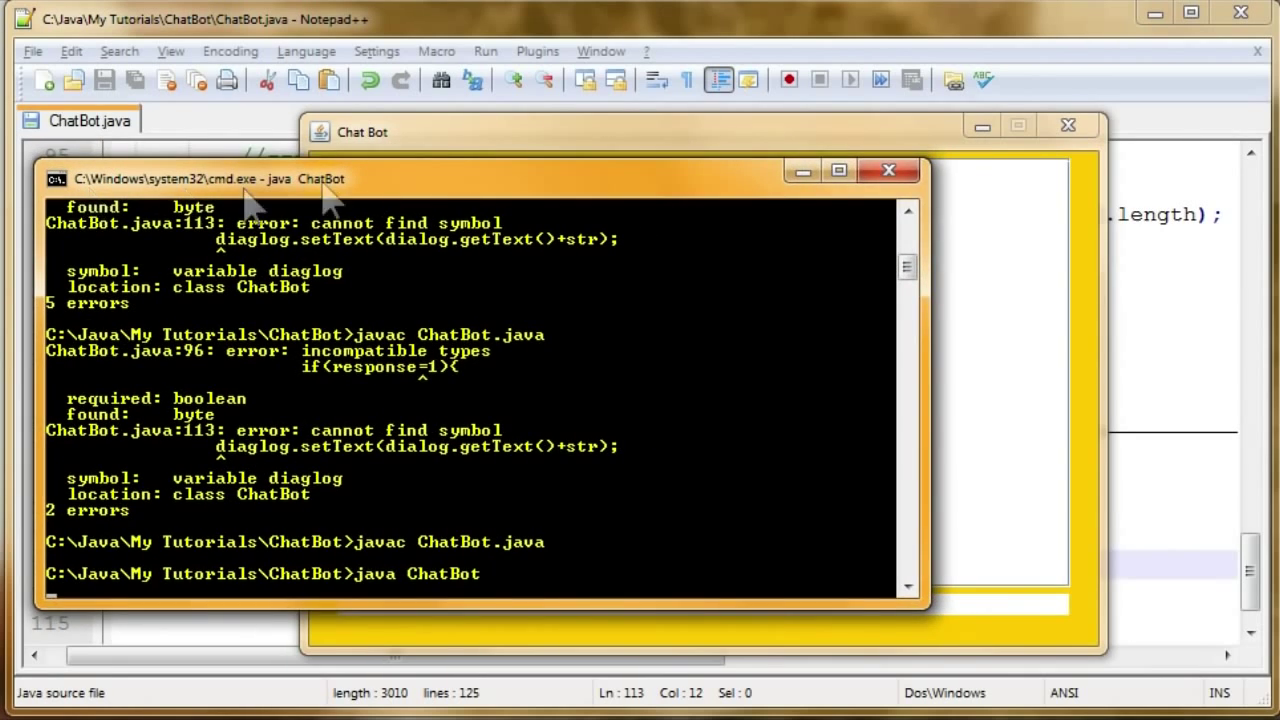 C:\Java\My Tutorials\ChatBot\ChatBot.java - Notepad++
File Edit Search View Encoding Language Settings Macro Run Plugins Window ? X
ChatBot.java
Chat Bot
.length);
C:\Windows\system32\cmd.exe - java ChatBot
found: byte
ChatBot.java:113: error: cannot find symbol
diaglog.setText(dialog.getText()+str);
^
symbol: variable diaglog
location: class ChatBot
5 errors
C:\Java\My Tutorials\ChatBot>javac ChatBot.java
ChatBot.java:96: error: incompatible types
if(response=1){
^
required: boolean
found: byte
ChatBot.java:113: error: cannot find symbol
diaglog.setText(dialog.getText()+str);
^
symbol: variable diaglog
location: class ChatBot
2 errors
C:\Java\My Tutorials\ChatBot>javac ChatBot.java
C:\Java\My Tutorials\ChatBot>java ChatBot
115
Java source file length : 3010 lines : 125 Ln : 113 Col : 12 Sel : 0 Dos\Windows ANSI INS